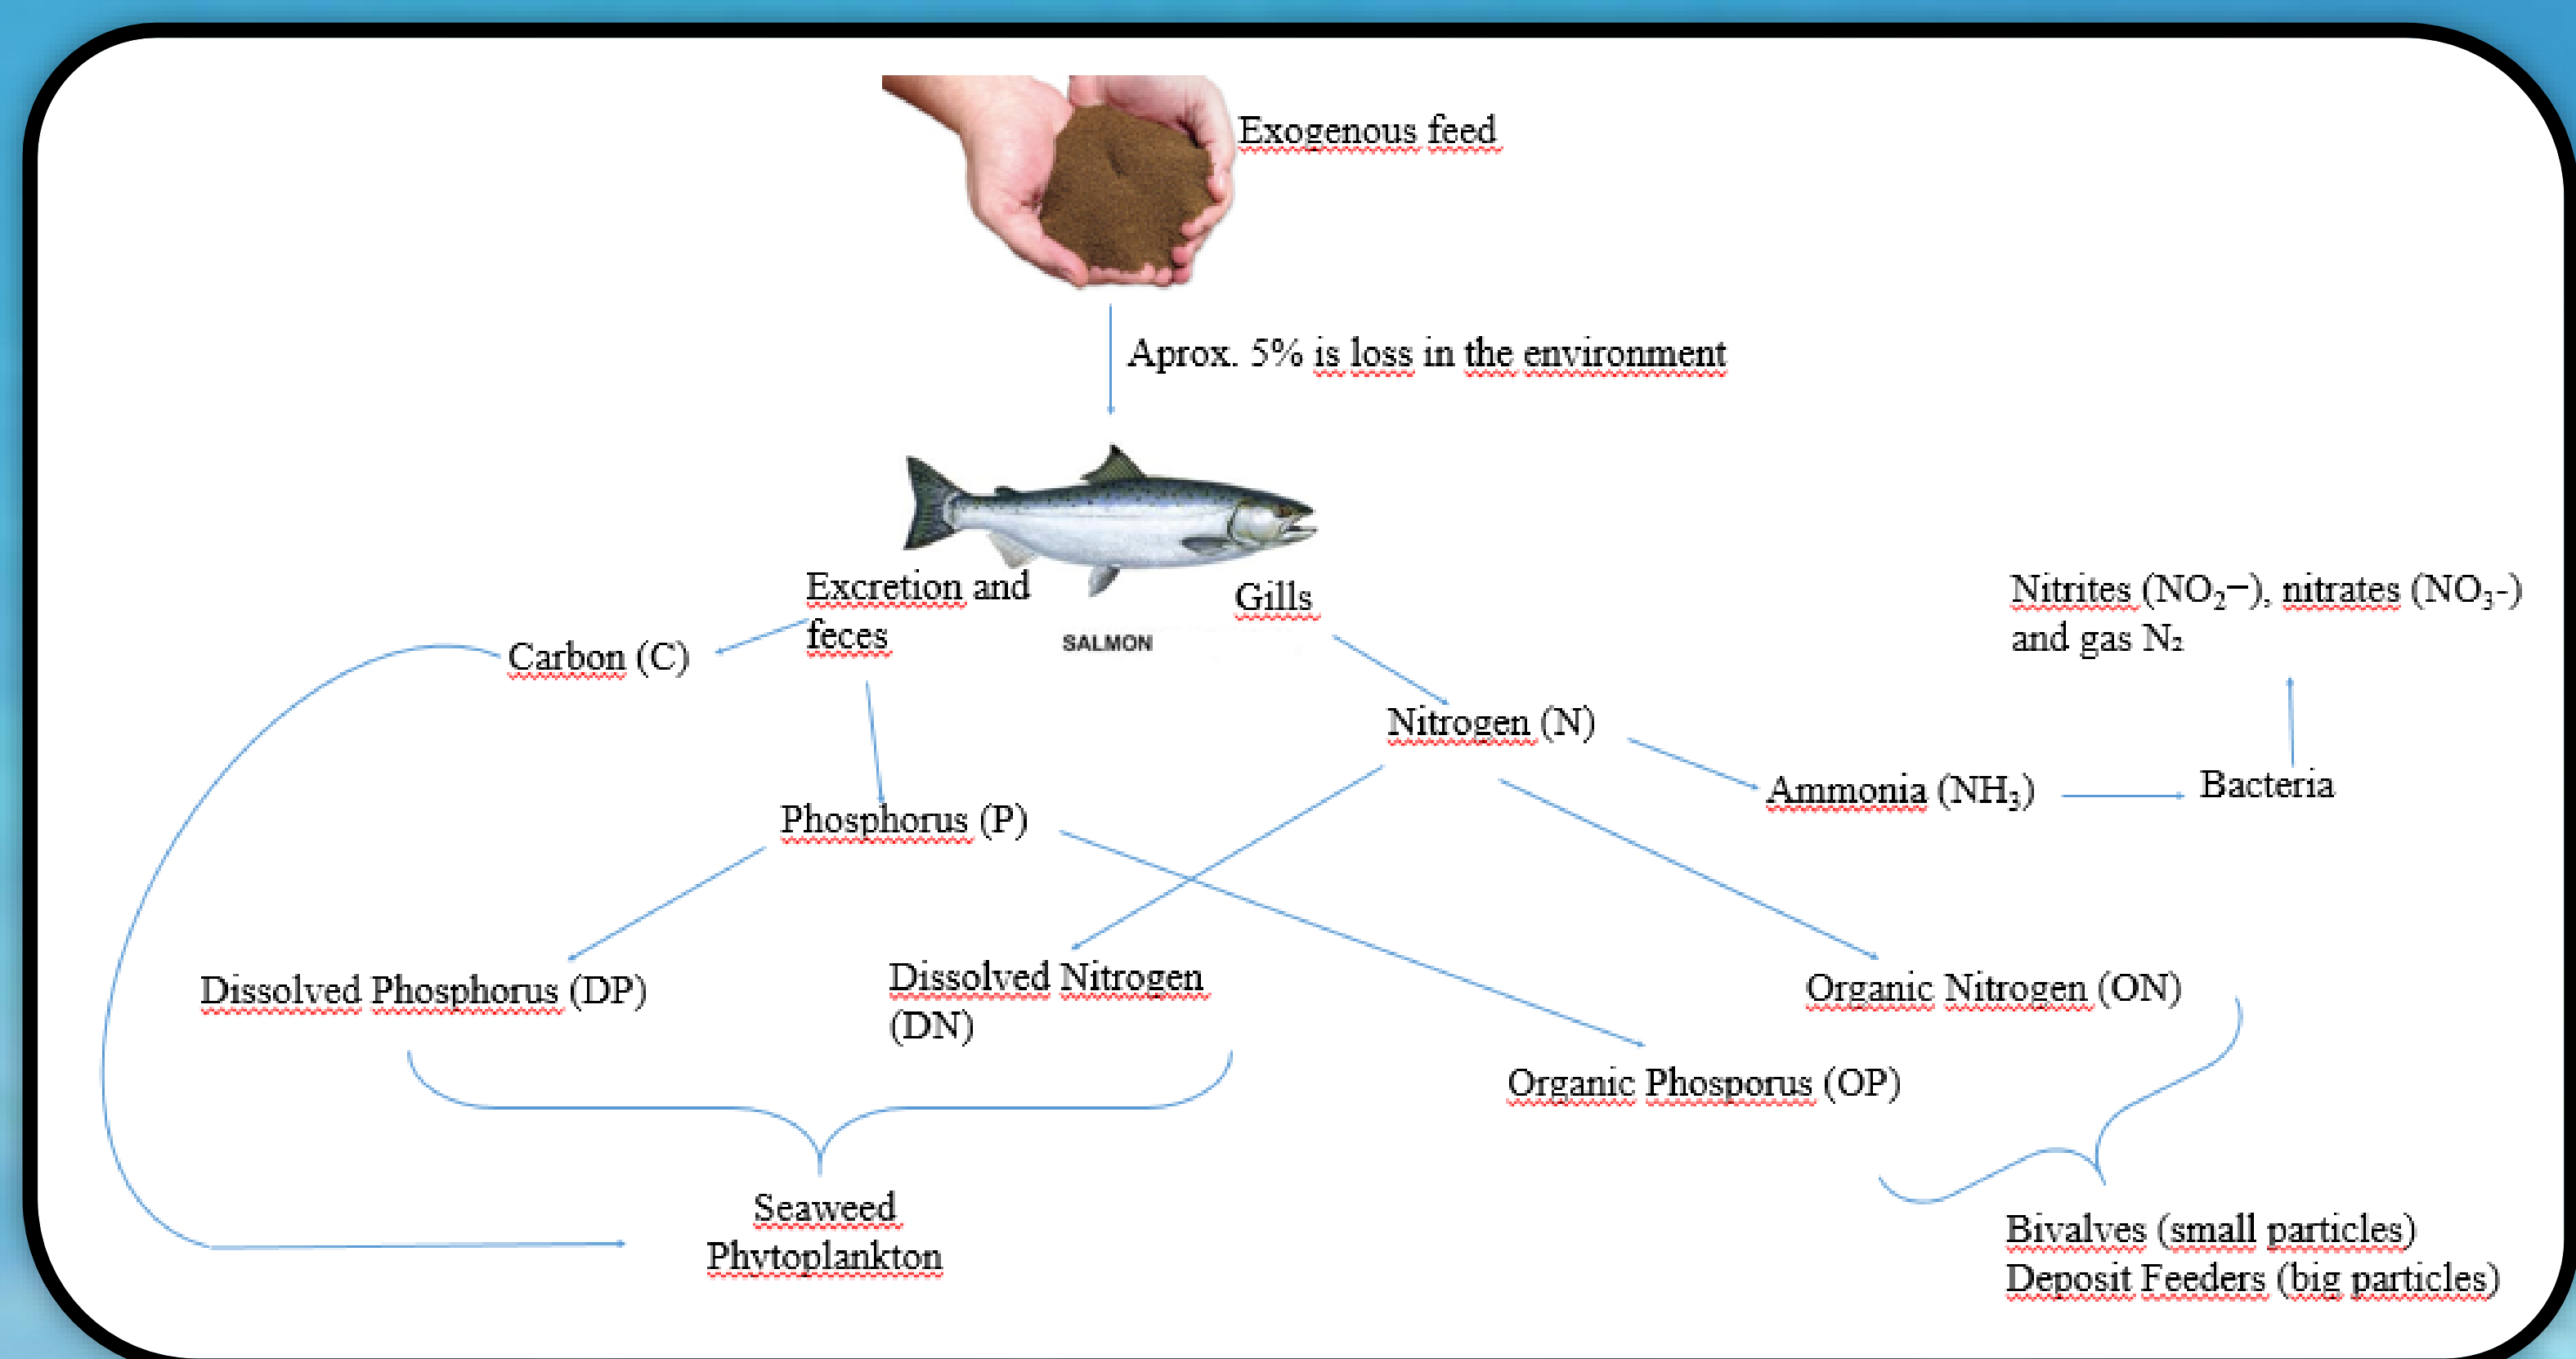 Exogenous feed
Aprox. 5% is loss in the environment
Excretion and
feces
Gills
SALMON
Carbon (C)
Nitrites (NO₂−), nitrates (NO₃-)
and gas N₂
Nitrogen (N)
Ammonia (NH₃)
Bacteria
Phosphorus (P)
Dissolved Phosphorus (DP)
Dissolved Nitrogen
(DN)
Organic Nitrogen (ON)
Organic Phosporus (OP)
Seaweed
Phytoplankton
Bivalves (small particles)
Deposit Feeders (big particles)